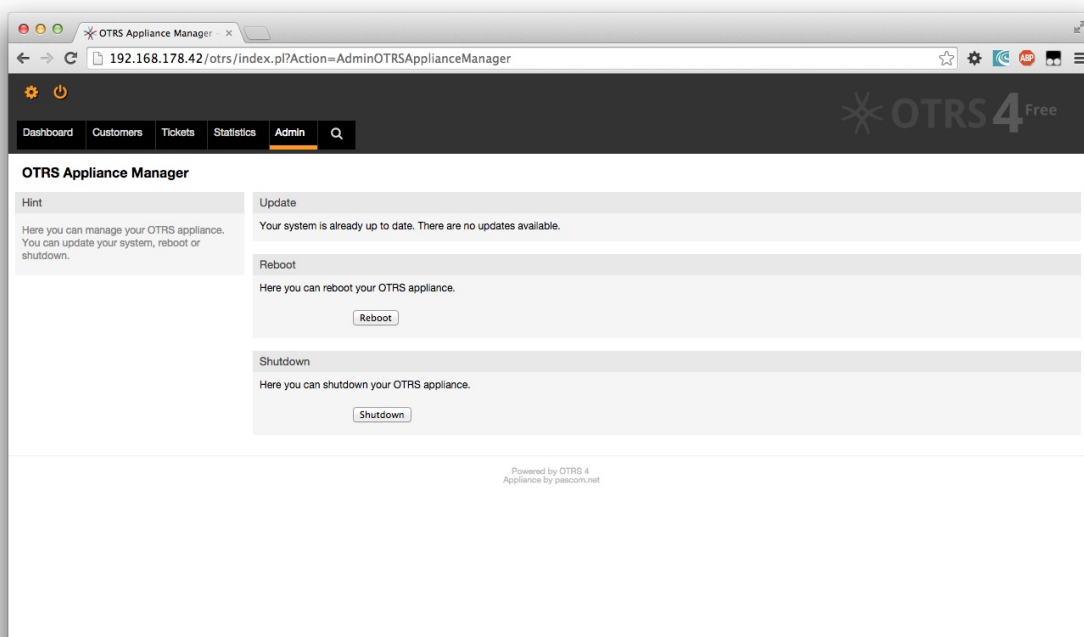 OTRS Appliance Manager -
192.168.178.42/otrs/index.pl?Action=AdminOTRSApplianceManager
ABP
OTRS 4 Free
Dashboard Customers Tickets Statistics Admin
OTRS Appliance Manager
Hint
Here you can manage your OTRS appliance.
You can update your system, reboot or
shutdown.
Update
Your system is already up to date. There are no updates available.
Reboot
Here you can reboot your OTRS appliance.
Reboot
Shutdown
Here you can shutdown your OTRS appliance.
Shutdown
Powered by OTRS 4
Appliance by pascom.net